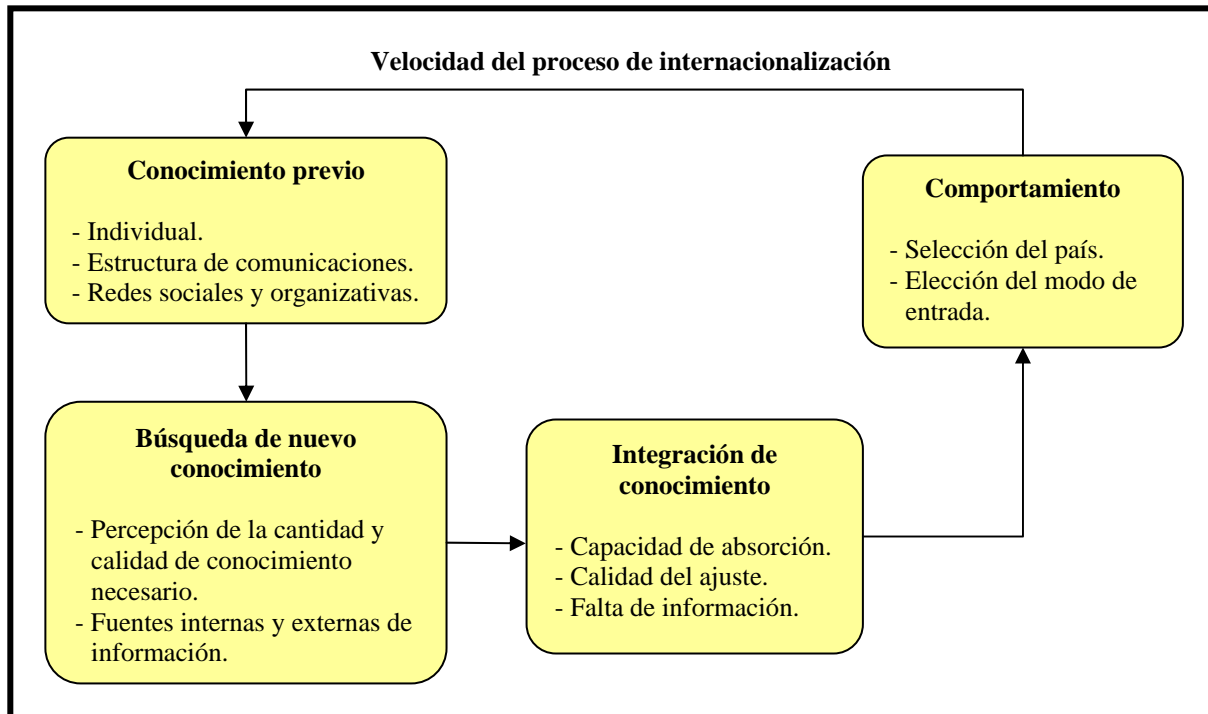 Velocidad del proceso de internacionalización
Conocimiento previo
- Individual.
- Estructura de comunicaciones.
- Redes sociales y organizativas.
Búsqueda de nuevo
conocimiento
- Percepción de la cantidad y
calidad de conocimiento
necesario.
- Fuentes internas y externas de
información.
Integración de
conocimiento
- Capacidad de absorción.
- Calidad del ajuste.
- Falta de información.
Comportamiento
- Selección del país.
- Elección del modo de
entrada.